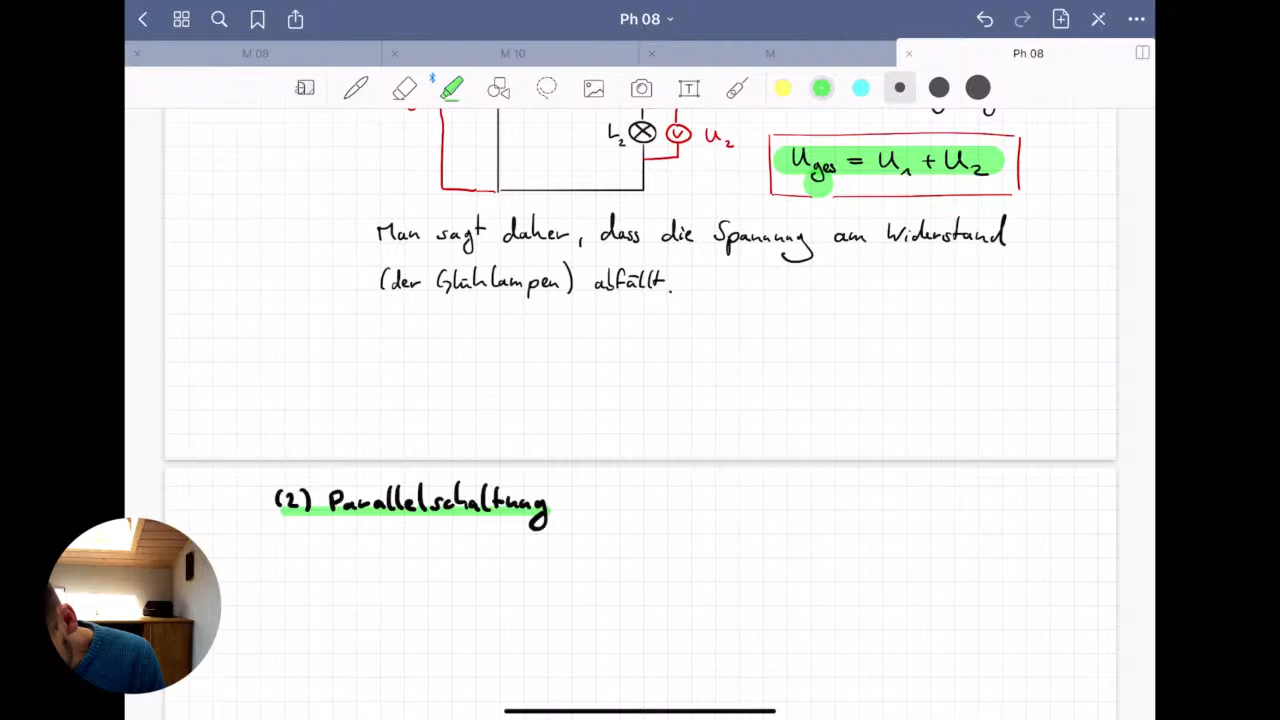 Ph 08
M 08
M 10
M
Ph 08
T
L2
V
U2
Uges = U1 + U2
Man sagt daher, dass die Spannung am Widerstand
(der Glühlampen) abfällt.
(2) Parallelschaltung